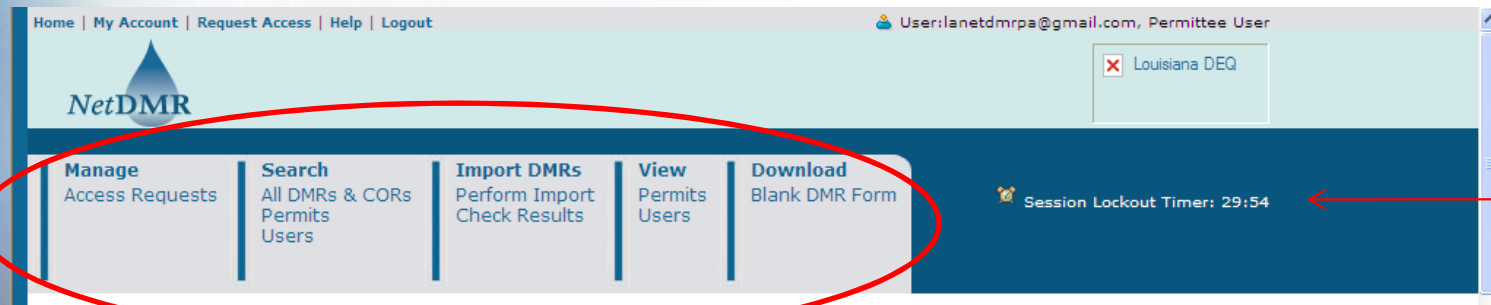 Home | My Account | Request Access | Help | Logout
User:lanetdmrpa@gmail.com, Permittee User
Louisiana DEQ
NetDMR
Manage
Access Requests
Search
All DMRs & CORs
Permits
Users
Import DMRs
Perform Import
Check Results
View
Permits
Users
Download
Blank DMR Form
Session Lockout Timer: 29:54